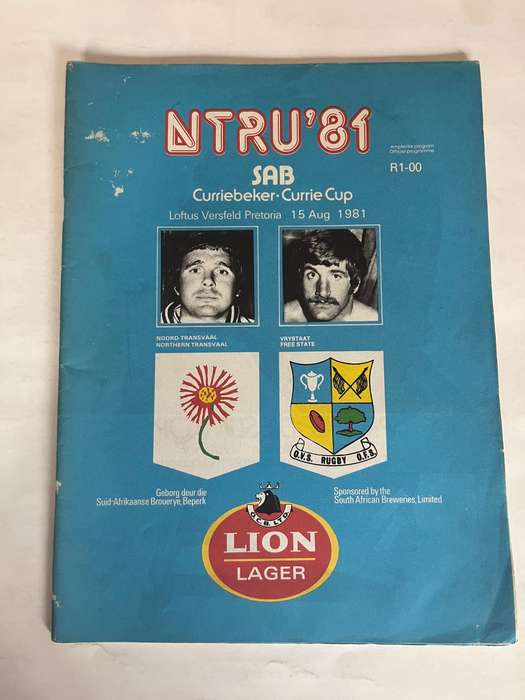 NTRU'81
Amptelike program
Official programme
R1-00
SAB
Curriebeker·Currie Cup
Loftus Versfeld Pretoria 15 Aug 1981
NOORD-TRANSVAAL
NORTHERN TRANSVAAL
VRYSTAAT
FREE STATE
O.V.S. RUGBY O.F.S.
Geborg deur die
Suid-Afrikaanse Brouerye, Beperk
Sponsored by the
South African Breweries, Limited
O.C.B. LTD.
LION
LAGER